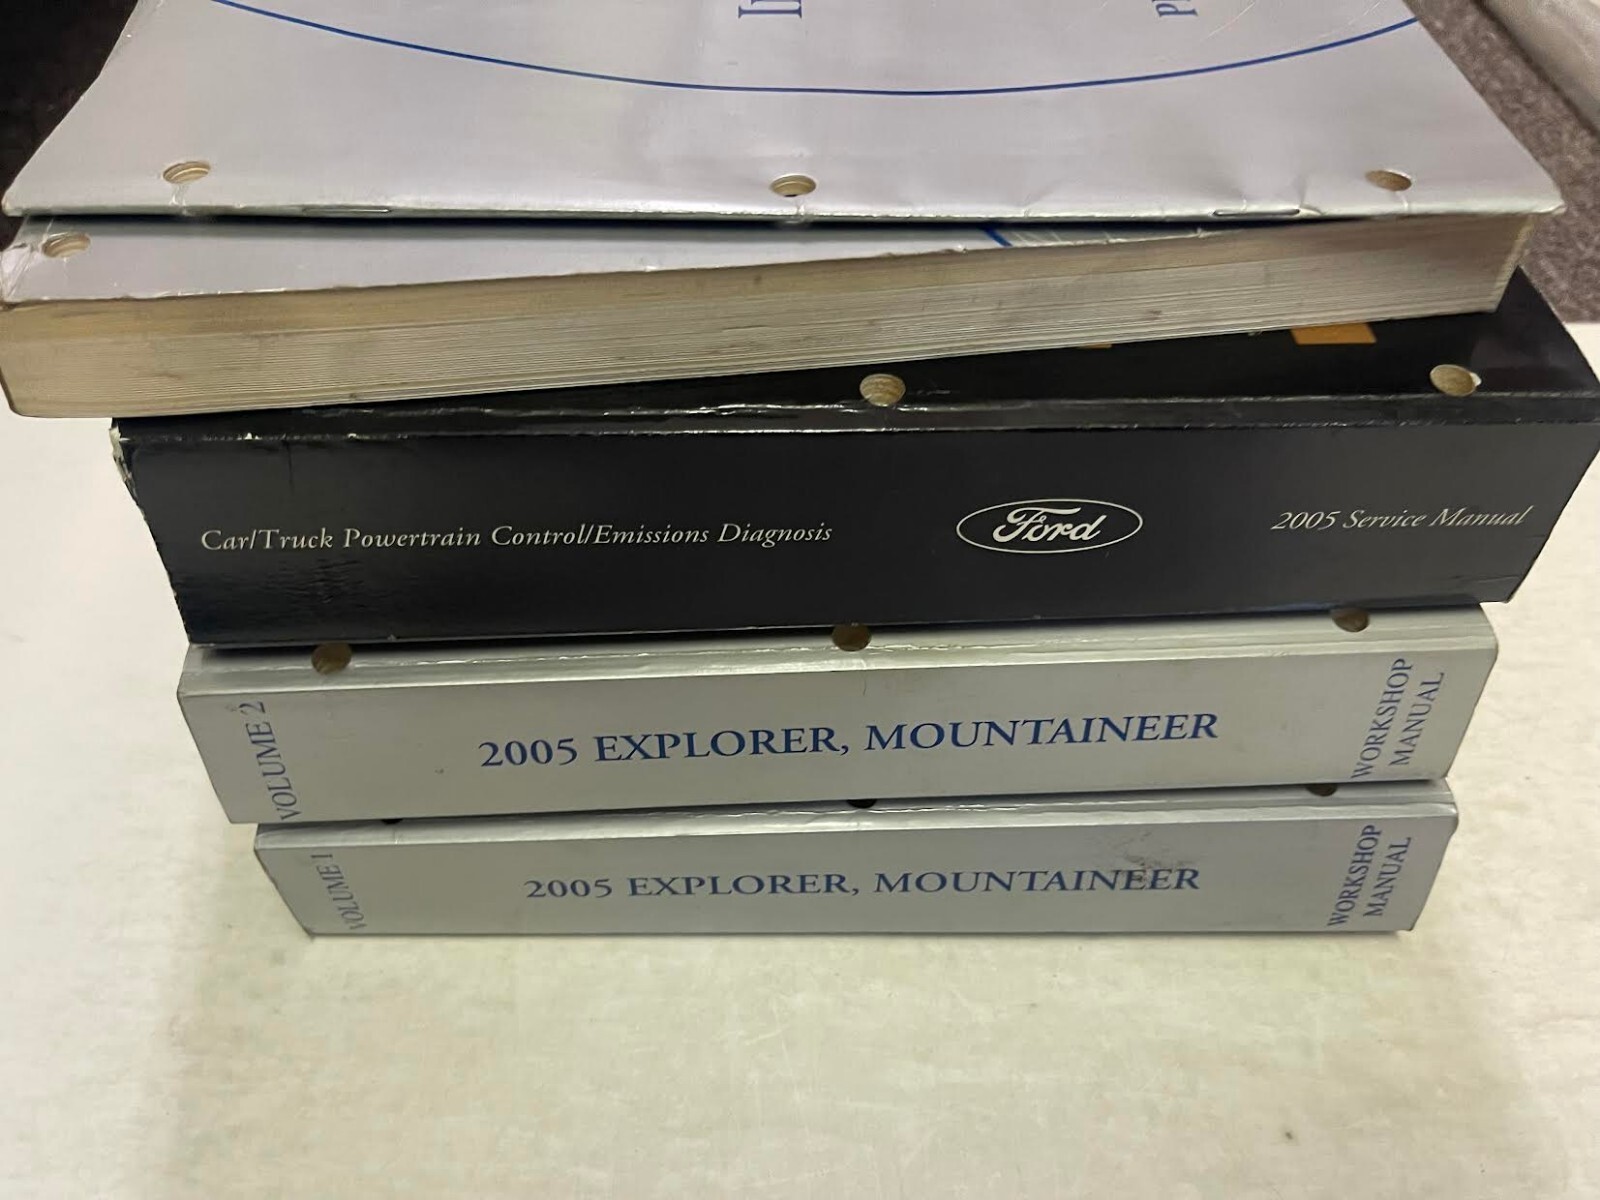 Car/Truck Powertrain Control/Emissions Diagnosis
Ford
2005 Service Manual
VOLUME 2
2005 EXPLORER, MOUNTAINEER
WORKSHOP
MANUAL
VOLUME 1
2005 EXPLORER, MOUNTAINEER
WORKSHOP
MANUAL